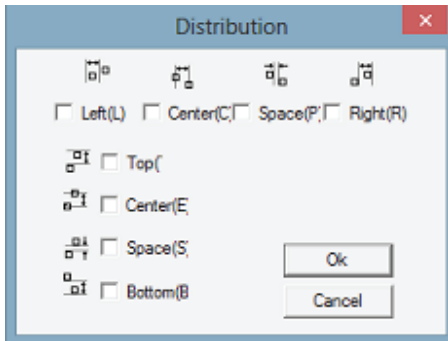 Distribution
Left(L) Center(C) Space(P) Right(R)
Top(
Center(E
Space(S
Bottom(B
Ok
Cancel